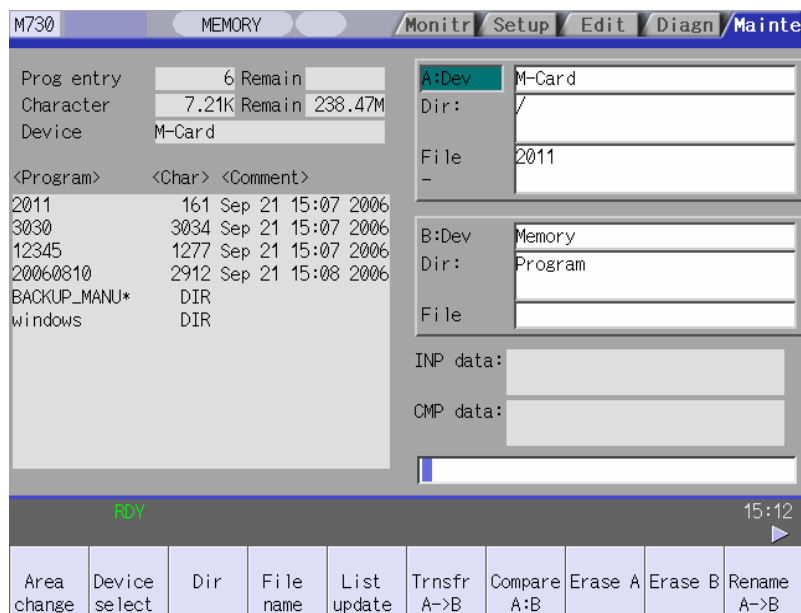 M730 MEMORY Monitr Setup Edit Diagn Mainte
Prog entry 6 Remain
Character 7.21K Remain 238.47M
Device M-Card
<Program> <Char> <Comment>
2011 161 Sep 21 15:07 2006
3030 3034 Sep 21 15:07 2006
12345 1277 Sep 21 15:07 2006
20060810 2912 Sep 21 15:08 2006
BACKUP_MANU* DIR
windows DIR
A:Dev M-Card
Dir: /
File 2011
–
B:Dev Memory
Dir: Program
File
INP data:
CMP data:
RDY 15:12
Area change
Device select
Dir
File name
List update
Trnsfr A->B
Compare A:B
Erase A
Erase B
Rename A->B